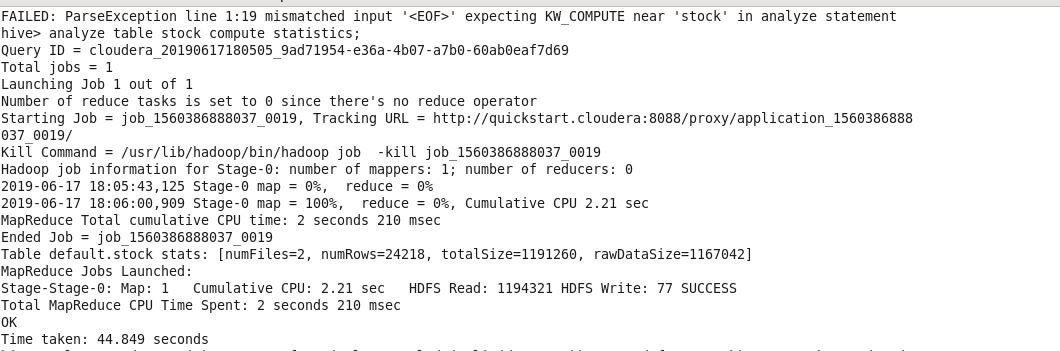 FAILED: ParseException line 1:19 mismatched input '<EOF>' expecting KW_COMPUTE near 'stock' in analyze statement
hive> analyze table stock compute statistics;
Query ID = cloudera_20190617180505_9ad71954-e36a-4b07-a7b0-60ab0eaf7d69
Total jobs = 1
Launching Job 1 out of 1
Number of reduce tasks is set to 0 since there's no reduce operator
Starting Job = job_1560386888037_0019, Tracking URL = http://quickstart.cloudera:8088/proxy/application_1560386888
037_0019/
Kill Command = /usr/lib/hadoop/bin/hadoop job  -kill job_1560386888037_0019
Hadoop job information for Stage-0: number of mappers: 1; number of reducers: 0
2019-06-17 18:05:43,125 Stage-0 map = 0%,  reduce = 0%
2019-06-17 18:06:00,909 Stage-0 map = 100%,  reduce = 0%, Cumulative CPU 2.21 sec
MapReduce Total cumulative CPU time: 2 seconds 210 msec
Ended Job = job_1560386888037_0019
Table default.stock stats: [numFiles=2, numRows=24218, totalSize=1191260, rawDataSize=1167042]
MapReduce Jobs Launched:
Stage-Stage-0: Map: 1   Cumulative CPU: 2.21 sec   HDFS Read: 1194321 HDFS Write: 77 SUCCESS
Total MapReduce CPU Time Spent: 2 seconds 210 msec
OK
Time taken: 44.849 seconds